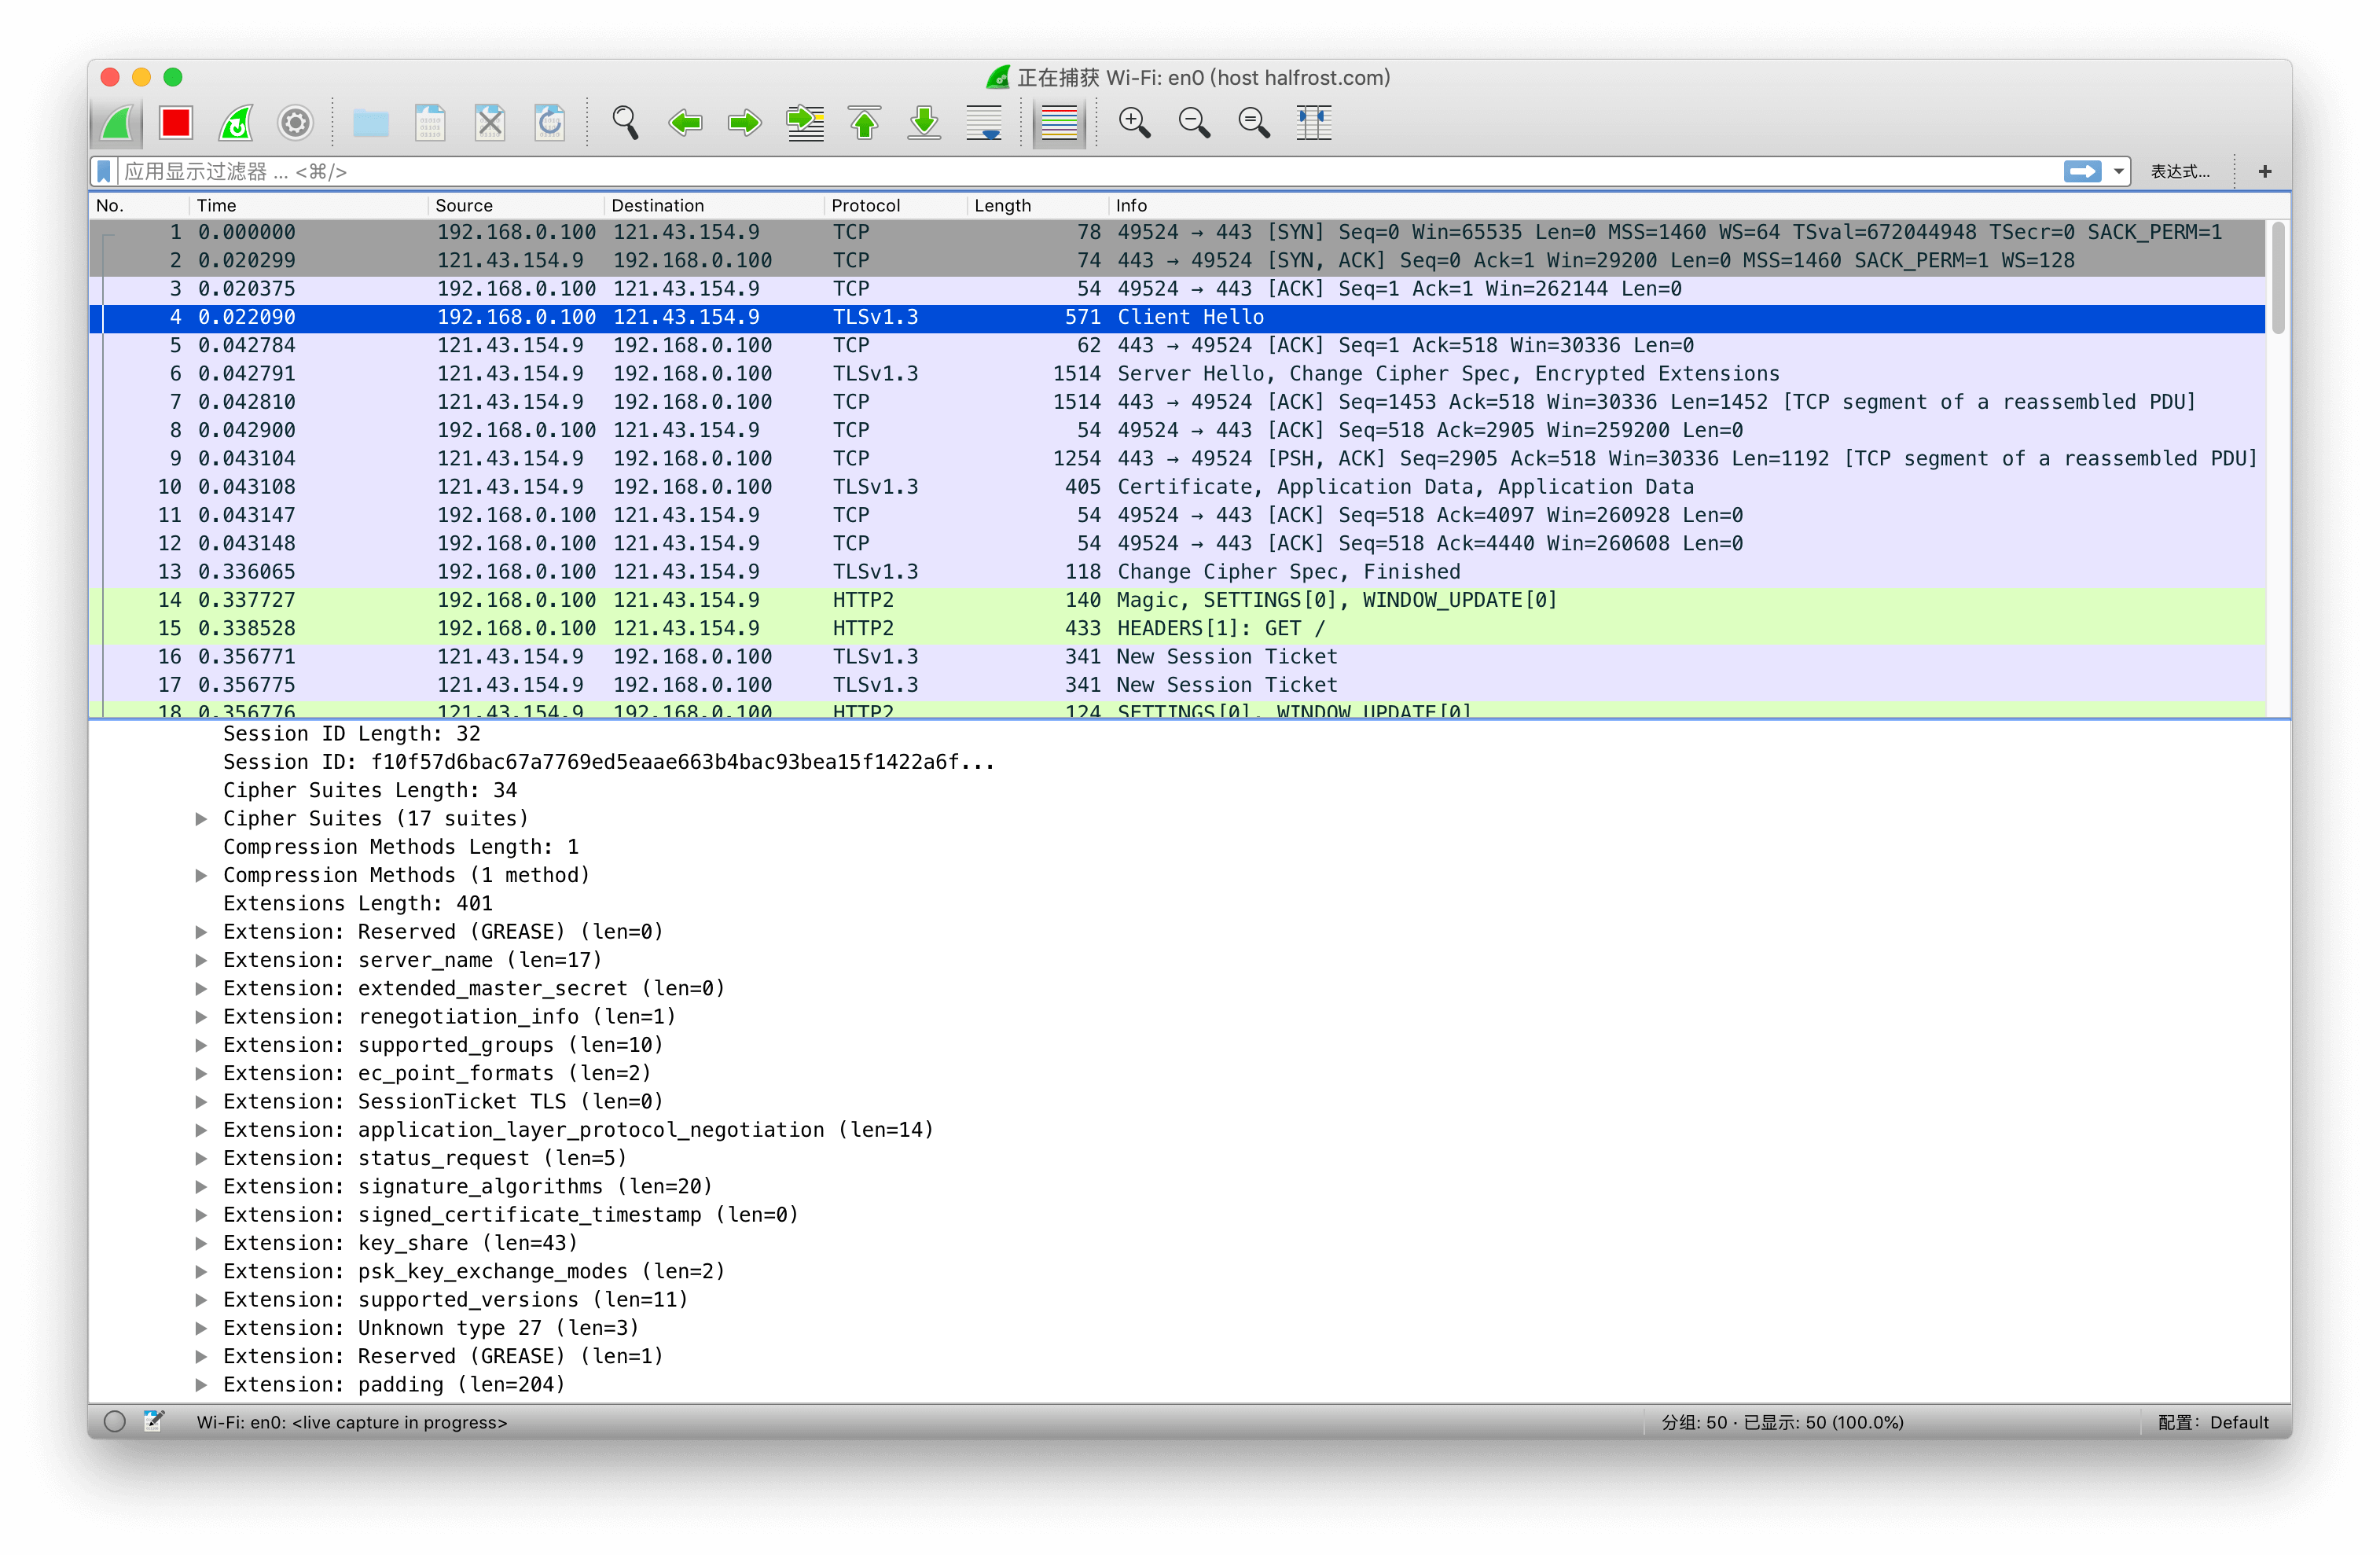 正在捕获 Wi-Fi: en0 (host halfrost.com)
应用显示过滤器 ... <⌘/> 表达式... +
No. Time Source Destination Protocol Length Info
1 0.000000 192.168.0.100 121.43.154.9 TCP 78 49524 → 443 [SYN] Seq=0 Win=65535 Len=0 MSS=1460 WS=64 TSval=672044948 TSecr=0 SACK_PERM=1
2 0.020299 121.43.154.9 192.168.0.100 TCP 74 443 → 49524 [SYN, ACK] Seq=0 Ack=1 Win=29200 Len=0 MSS=1460 SACK_PERM=1 WS=128
3 0.020375 192.168.0.100 121.43.154.9 TCP 54 49524 → 443 [ACK] Seq=1 Ack=1 Win=262144 Len=0
4 0.022090 192.168.0.100 121.43.154.9 TLSv1.3 571 Client Hello
5 0.042784 121.43.154.9 192.168.0.100 TCP 62 443 → 49524 [ACK] Seq=1 Ack=518 Win=30336 Len=0
6 0.042791 121.43.154.9 192.168.0.100 TLSv1.3 1514 Server Hello, Change Cipher Spec, Encrypted Extensions
7 0.042810 121.43.154.9 192.168.0.100 TCP 1514 443 → 49524 [ACK] Seq=1453 Ack=518 Win=30336 Len=1452 [TCP segment of a reassembled PDU]
8 0.042900 192.168.0.100 121.43.154.9 TCP 54 49524 → 443 [ACK] Seq=518 Ack=2905 Win=259200 Len=0
9 0.043104 121.43.154.9 192.168.0.100 TCP 1254 443 → 49524 [PSH, ACK] Seq=2905 Ack=518 Win=30336 Len=1192 [TCP segment of a reassembled PDU]
10 0.043108 121.43.154.9 192.168.0.100 TLSv1.3 405 Certificate, Application Data, Application Data
11 0.043147 192.168.0.100 121.43.154.9 TCP 54 49524 → 443 [ACK] Seq=518 Ack=4097 Win=260928 Len=0
12 0.043148 192.168.0.100 121.43.154.9 TCP 54 49524 → 443 [ACK] Seq=518 Ack=4440 Win=260608 Len=0
13 0.336065 192.168.0.100 121.43.154.9 TLSv1.3 118 Change Cipher Spec, Finished
14 0.337727 192.168.0.100 121.43.154.9 HTTP2 140 Magic, SETTINGS[0], WINDOW_UPDATE[0]
15 0.338528 192.168.0.100 121.43.154.9 HTTP2 433 HEADERS[1]: GET /
16 0.356771 121.43.154.9 192.168.0.100 TLSv1.3 341 New Session Ticket
17 0.356775 121.43.154.9 192.168.0.100 TLSv1.3 341 New Session Ticket
18 0.356776 121.43.154.9 192.168.0.100 HTTP2 124 SETTINGS[0], WINDOW_UPDATE[0]
Session ID Length: 32
Session ID: f10f57d6bac67a7769ed5eaae663b4bac93bea15f1422a6f...
Cipher Suites Length: 34
Cipher Suites (17 suites)
Compression Methods Length: 1
Compression Methods (1 method)
Extensions Length: 401
Extension: Reserved (GREASE) (len=0)
Extension: server_name (len=17)
Extension: extended_master_secret (len=0)
Extension: renegotiation_info (len=1)
Extension: supported_groups (len=10)
Extension: ec_point_formats (len=2)
Extension: SessionTicket TLS (len=0)
Extension: application_layer_protocol_negotiation (len=14)
Extension: status_request (len=5)
Extension: signature_algorithms (len=20)
Extension: signed_certificate_timestamp (len=0)
Extension: key_share (len=43)
Extension: psk_key_exchange_modes (len=2)
Extension: supported_versions (len=11)
Extension: Unknown type 27 (len=3)
Extension: Reserved (GREASE) (len=1)
Extension: padding (len=204)
Wi-Fi: en0: <live capture in progress> 分组: 50 · 已显示: 50 (100.0%) 配置: Default